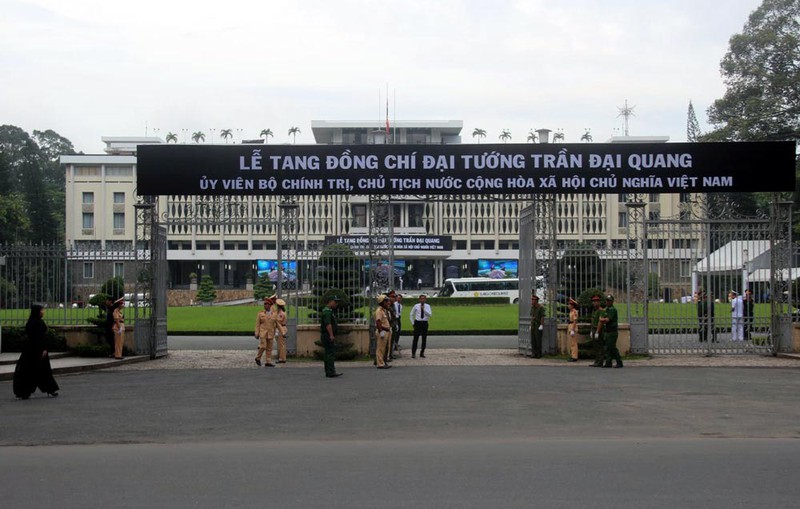 LỄ TANG ĐỒNG CHÍ ĐẠI TƯỚNG TRẦN ĐẠI QUANG
ỦY VIÊN BỘ CHÍNH TRỊ, CHỦ TỊCH NƯỚC CỘNG HÒA XÃ HỘI CHỦ NGHĨA VIỆT NAM